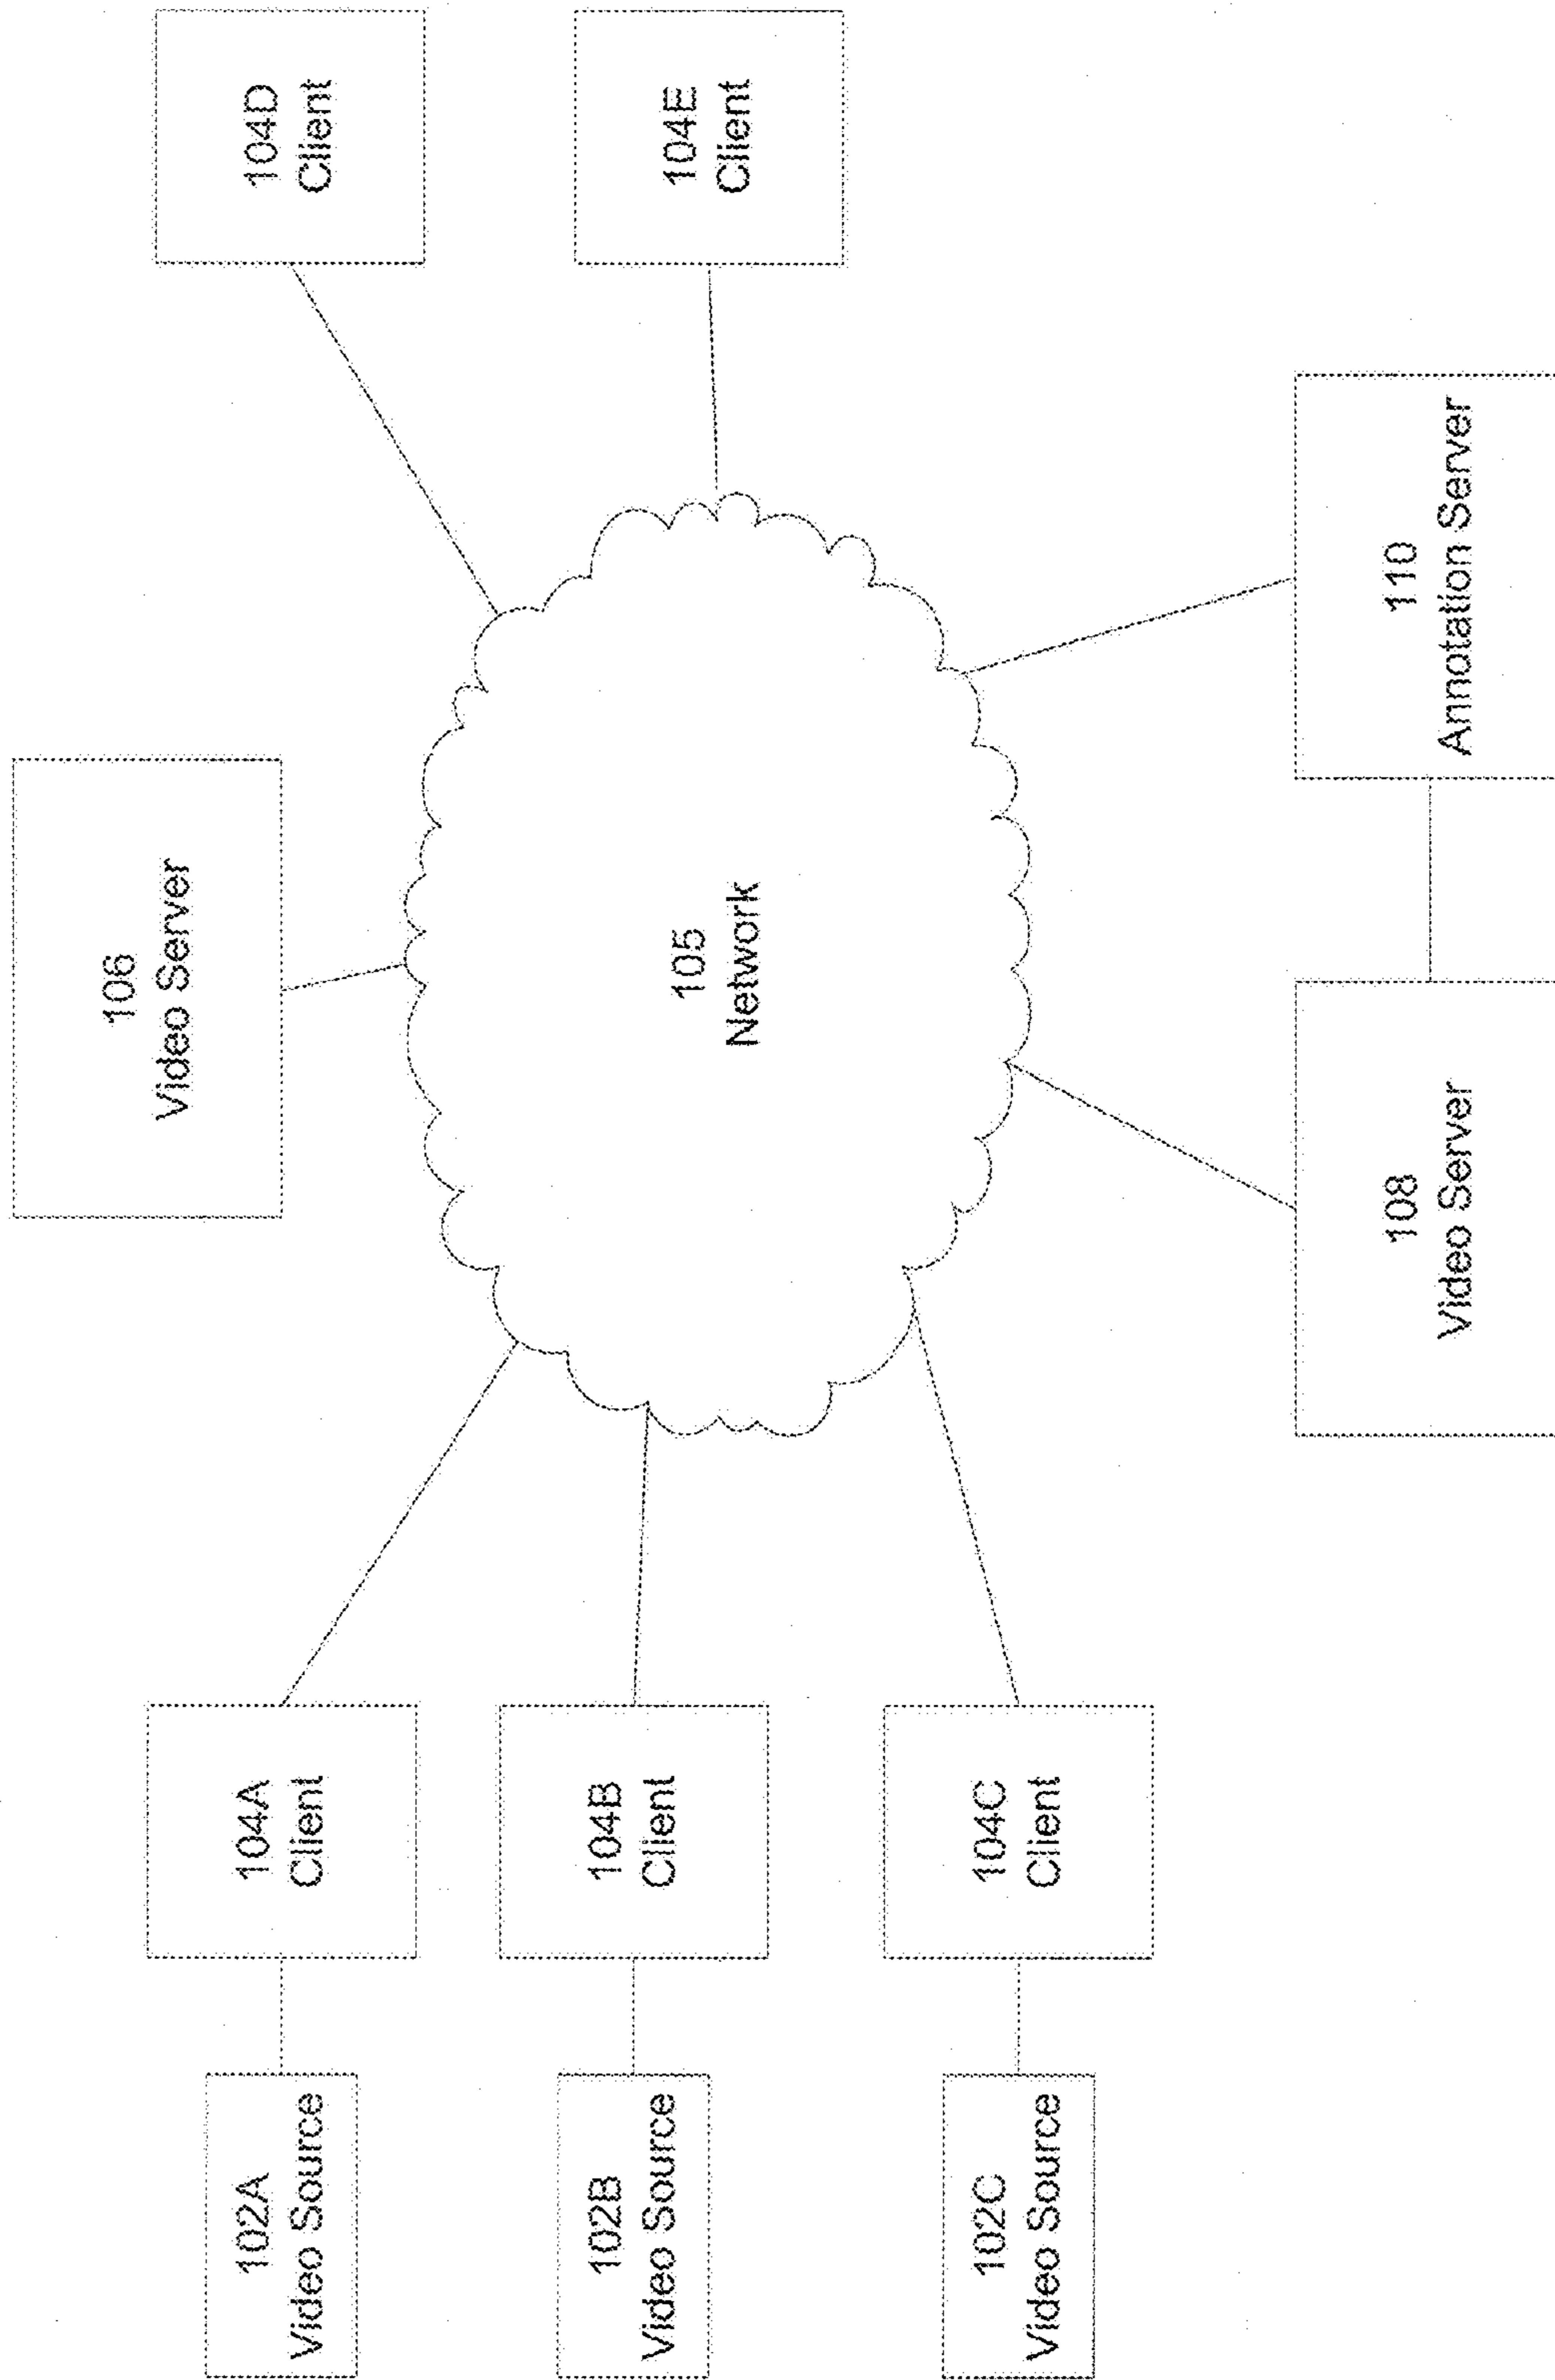 106
Video Server
102A
Video Source
104A
Client
104D
Client
102B
Video Source
104B
Client
105
Network
104E
Client
102C
Video Source
104C
Client
108
Video Server
110
Annotation Server